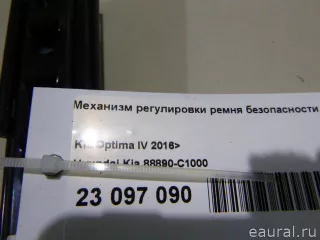 Механизм регулировки ремня безопасности
Kia Optima IV 2016>
Hyundai Kia 88890-C1000
23 097 090
eaural.ru